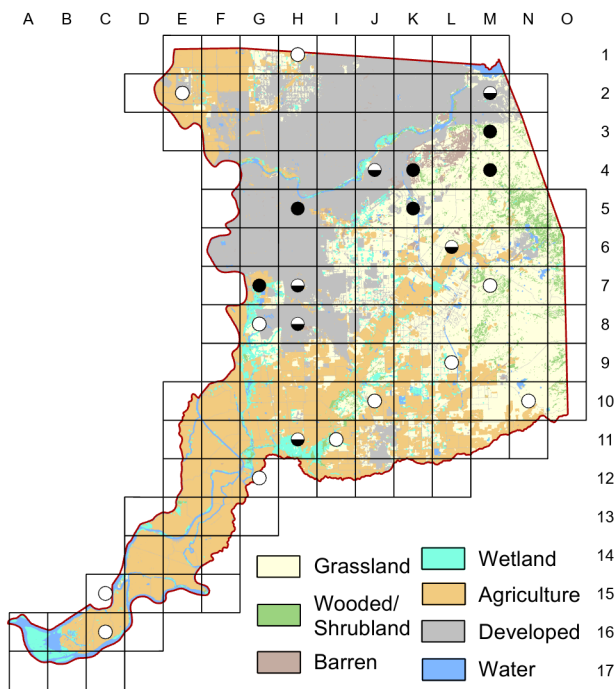 A B C D E F G H I J K L M N O
1
2
3
4
5
6
7
8
9
10
11
12
13
14
15
16
17
Grassland
Wooded/
Shrubland
Barren
Wetland
Agriculture
Developed
Water